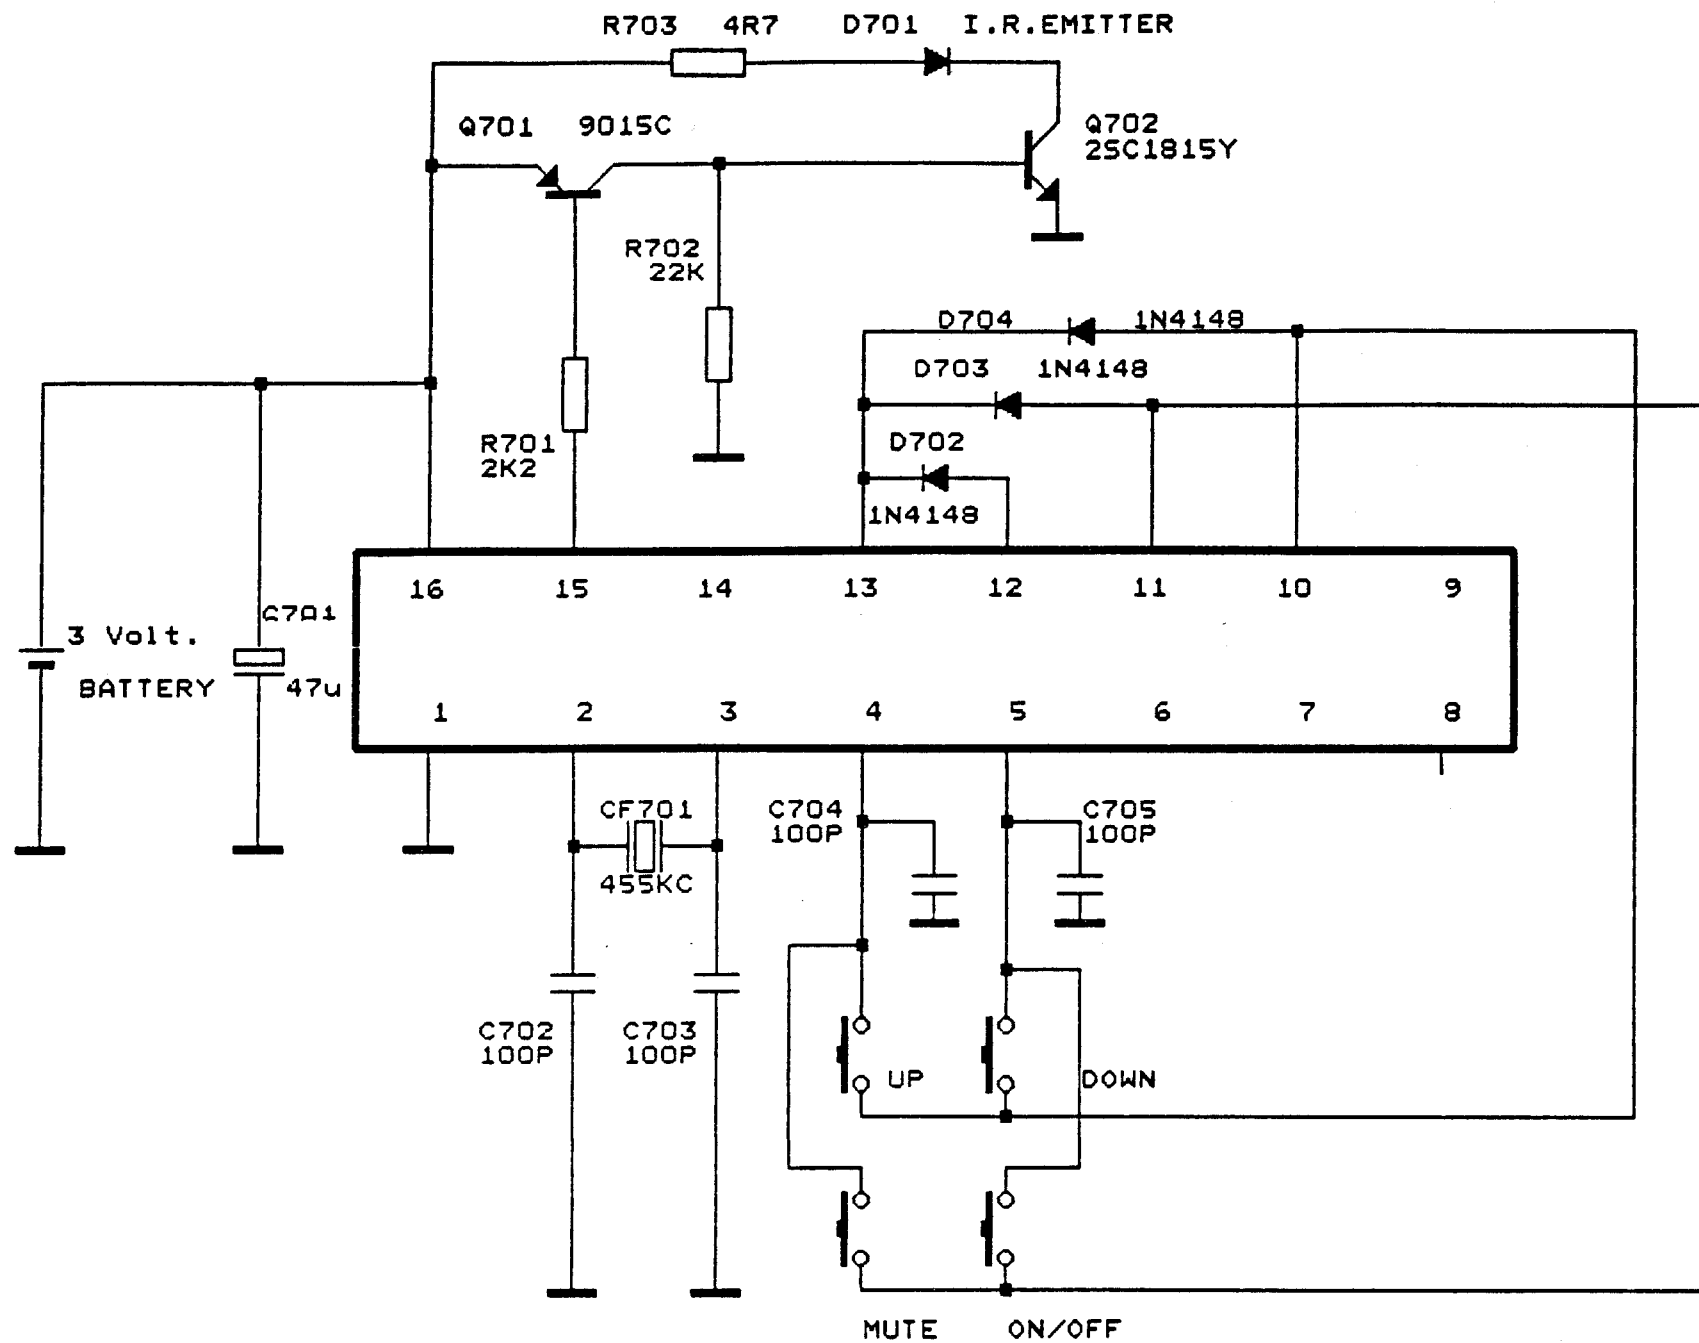 R703 4R7 D701 I.R.EMITTER
Q701 9015C
Q702
2SC1815Y
R702
22K
D704 1N4148
D703 1N4148
D702
R701
2K2
1N4148
16 15 14 13 12 11 10 9
C701
3 Volt.
BATTERY
47u
1 2 3 4 5 6 7 8
CF701
455KC
C704
100P
C705
100P
C702
100P
C703
100P
UP
DOWN
MUTE ON/OFF